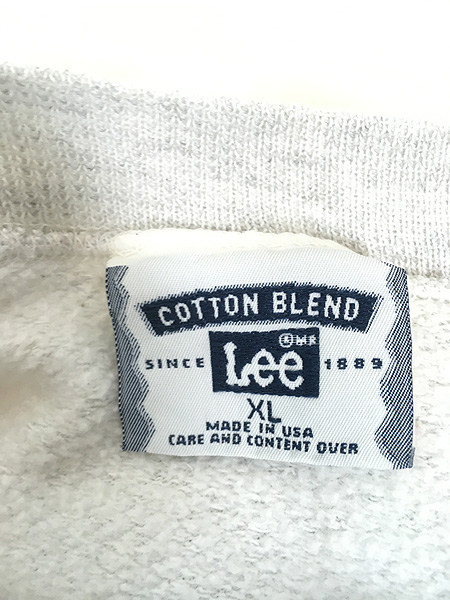 COTTON BLEND
® MR
SINCE Lee 1889
XL
MADE IN USA
CARE AND CONTENT OVER